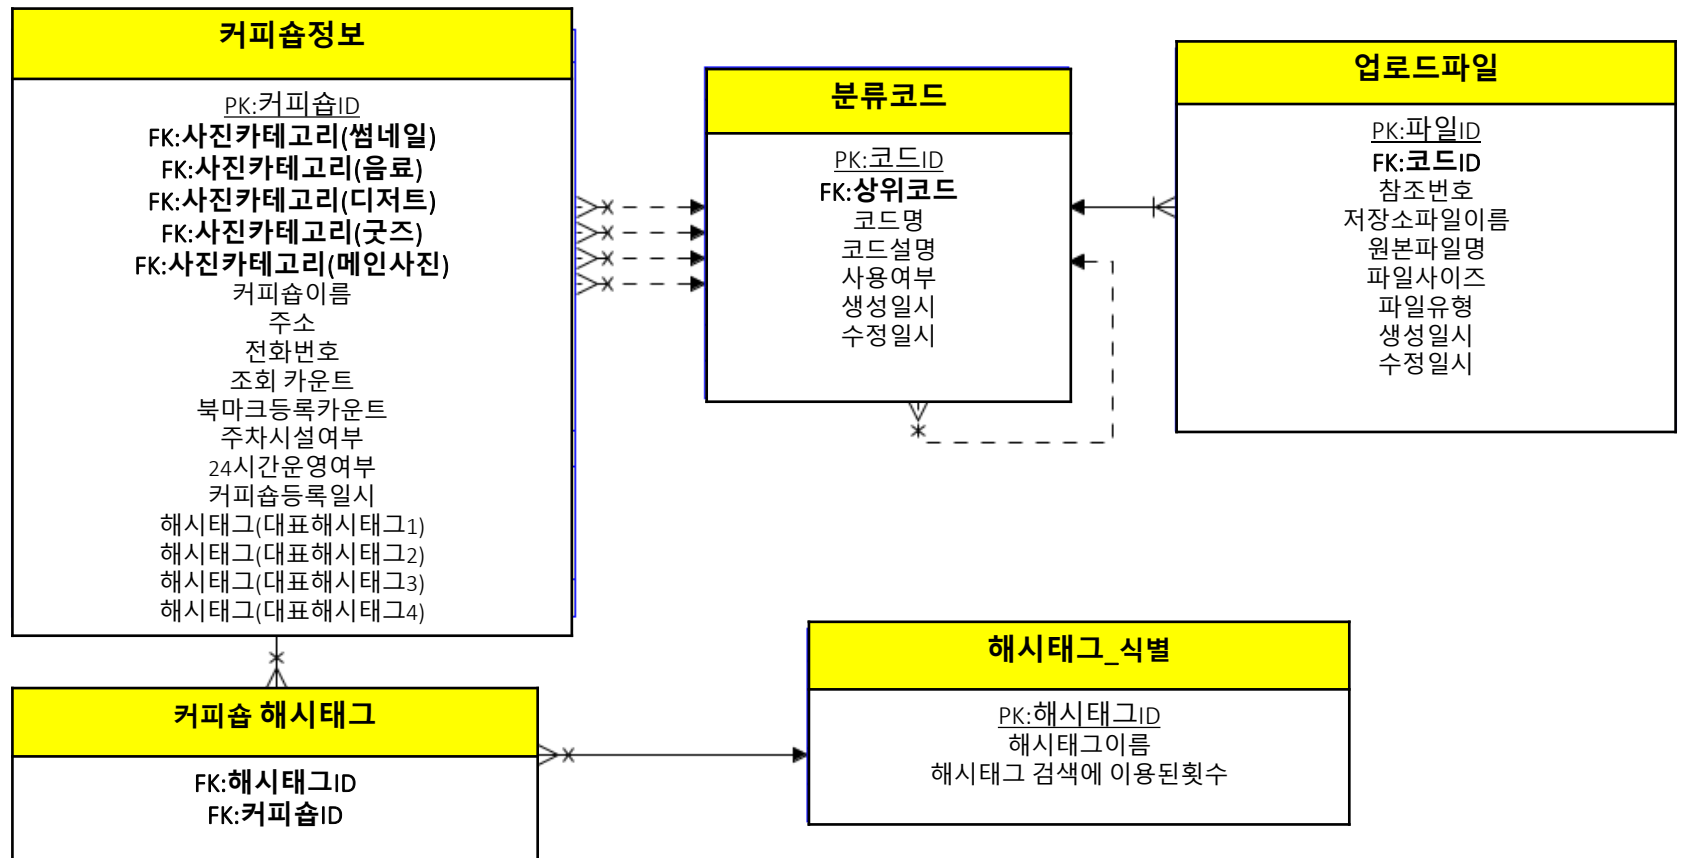 커피숍정보
PK:커피숍ID
FK:사진카테고리(썸네일)
FK:사진카테고리(음료)
FK:사진카테고리(디저트)
FK:사진카테고리(굿즈)
FK:사진카테고리(메인사진)
커피숍이름
주소
전화번호
조회 카운트
북마크등록카운트
주차시설여부
24시간운영여부
커피숍등록일시
해시태그(대표해시태그1)
해시태그(대표해시태그2)
해시태그(대표해시태그3)
해시태그(대표해시태그4)
분류코드
PK:코드ID
FK:상위코드
코드명
코드설명
사용여부
생성일시
수정일시
업로드파일
PK:파일ID
FK:코드ID
참조번호
저장소파일이름
원본파일명
파일사이즈
파일유형
생성일시
수정일시
커피숍 해시태그
FK:해시태그ID
FK:커피숍ID
해시태그_식별
PK:해시태그ID
해시태그이름
해시태그 검색에 이용된횟수